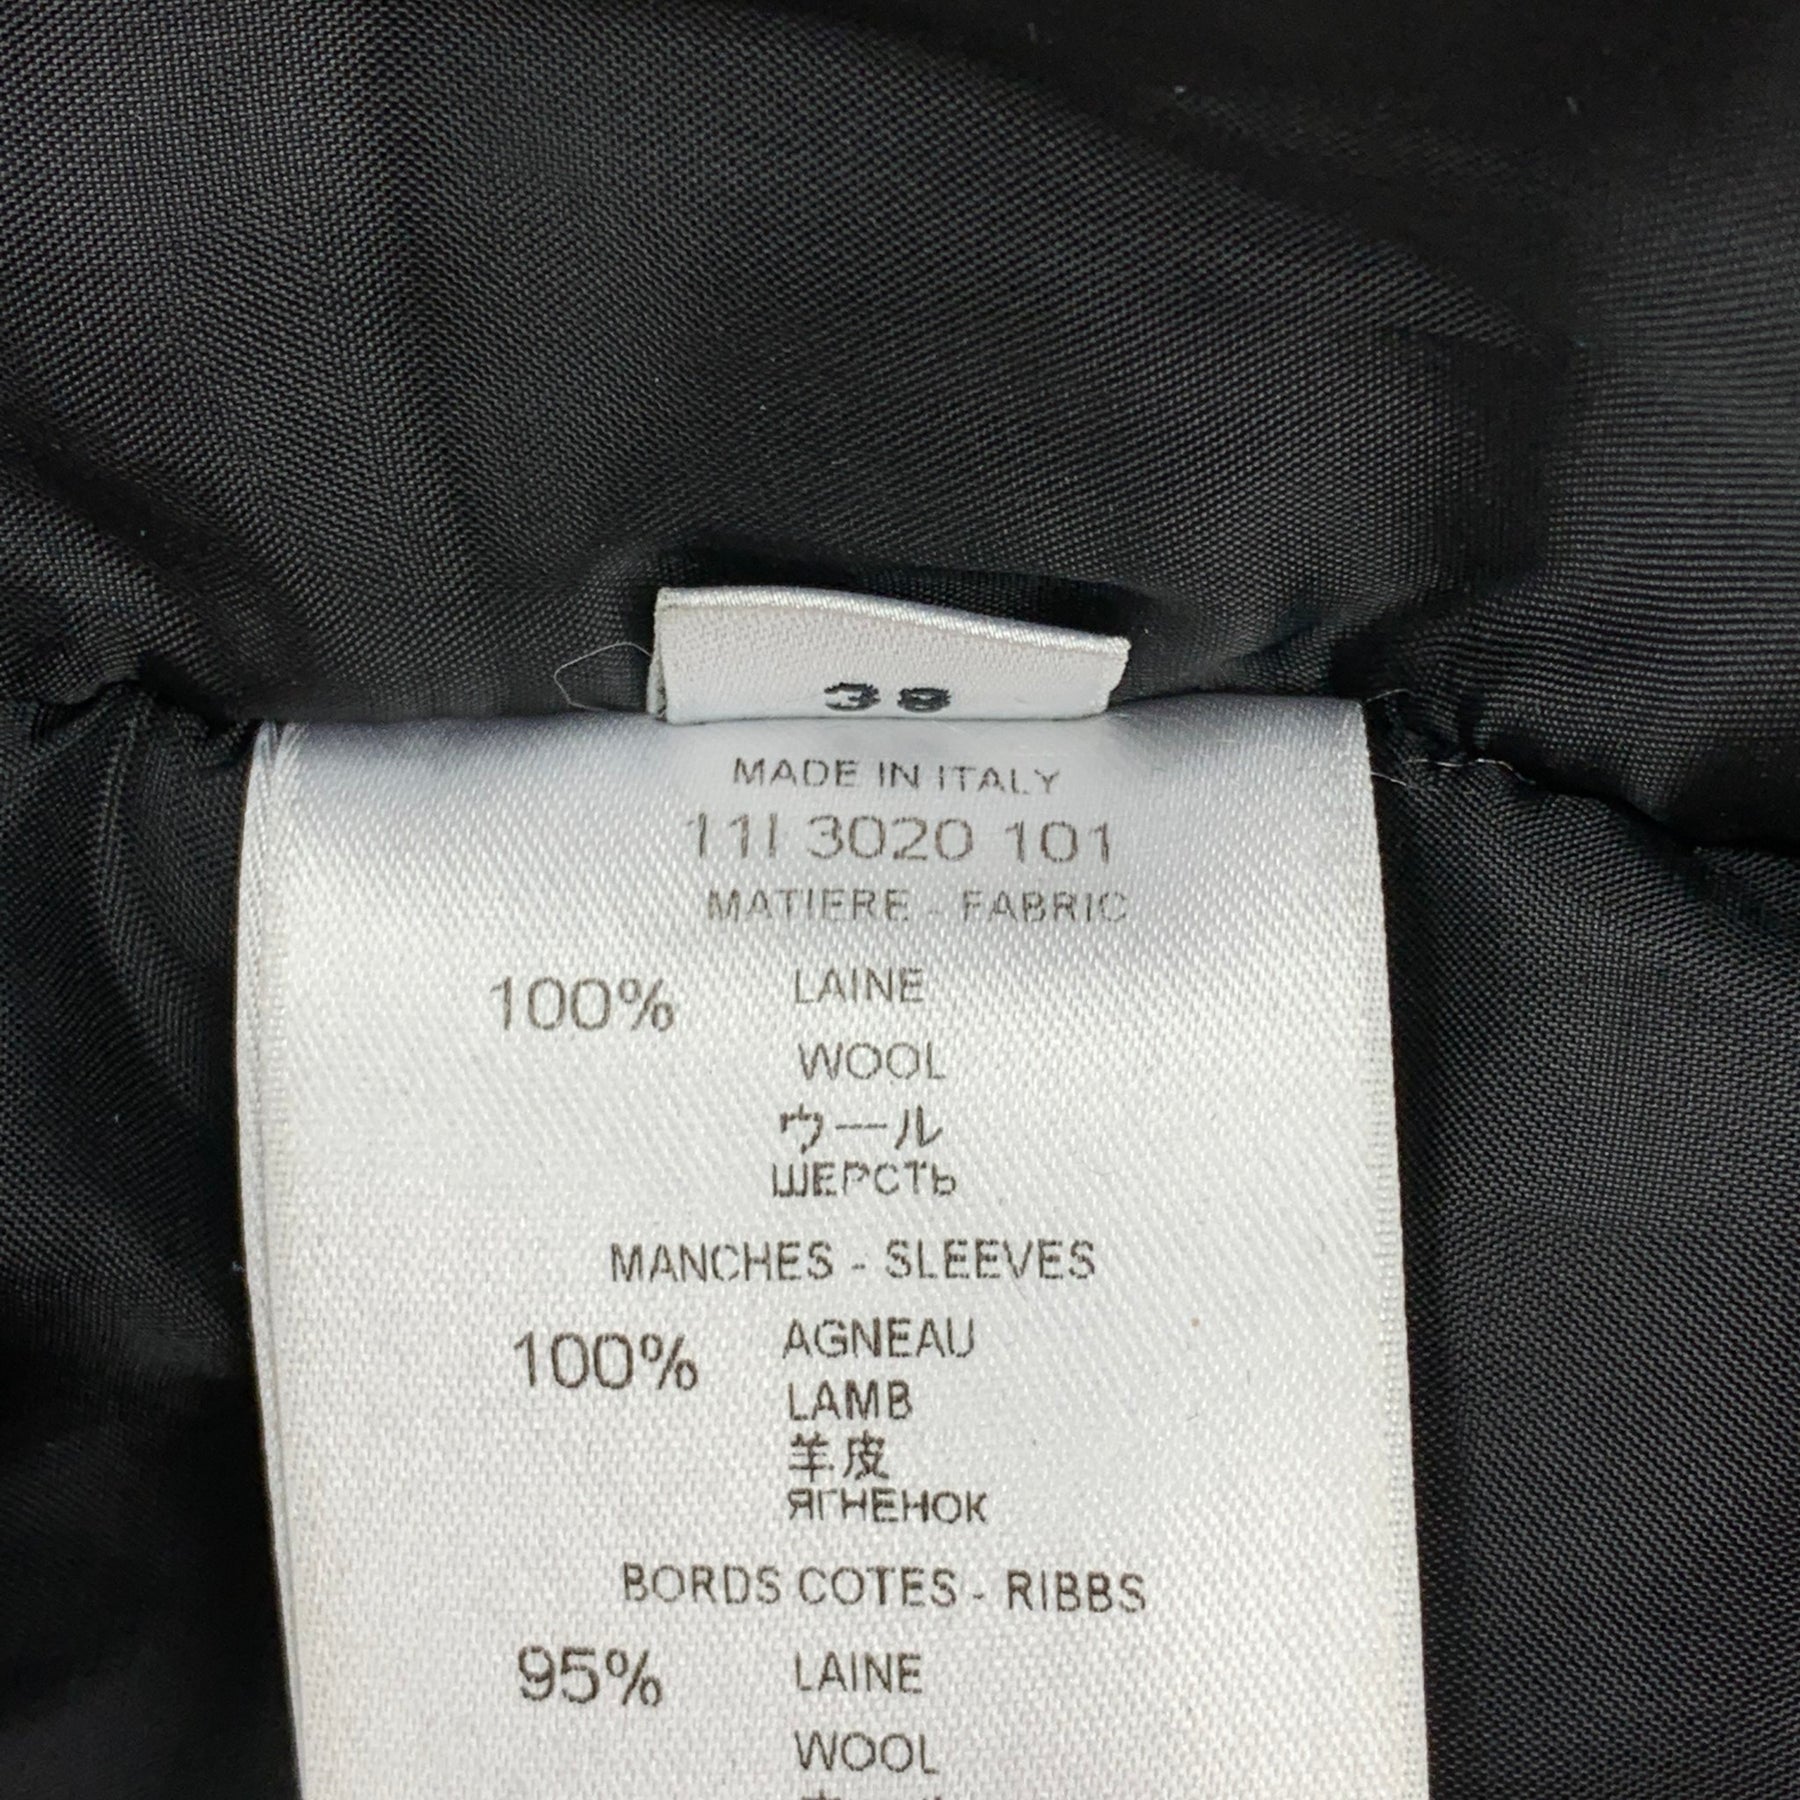 38
MADE IN ITALY
11I 3020 101
MATIERE - FABRIC
100% LAINE
WOOL
ウール
ШЕРСТЬ
MANCHES - SLEEVES
100% AGNEAU
LAMB
羊皮
ЯГНЕНОК
BORDS COTES - RIBBS
95% LAINE
WOOL